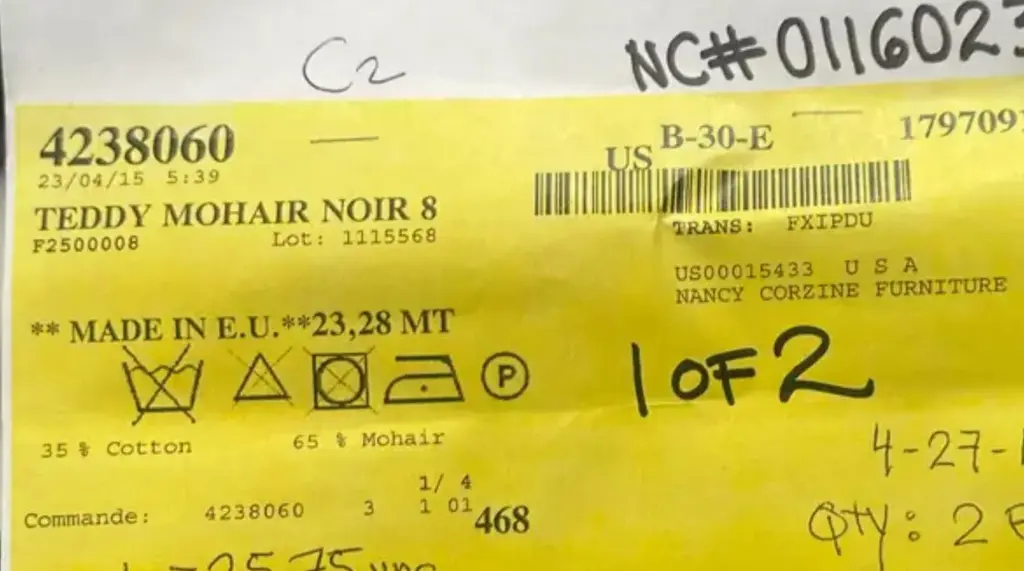 C2
NC# 0116023
4238060
US B-30-E
179709
23/04/15 5:39
TEDDY MOHAIR NOIR 8
F2500008 Lot: 1115568
TRANS: FXIPDU
US00015433 U S A
NANCY CORZINE FURNITURE
** MADE IN E.U.**23,28 MT
P
1 OF 2
35 % Cotton 65 % Mohair
4-27-
1/ 4
Commande: 4238060 3 1 01 468
QTY: 2